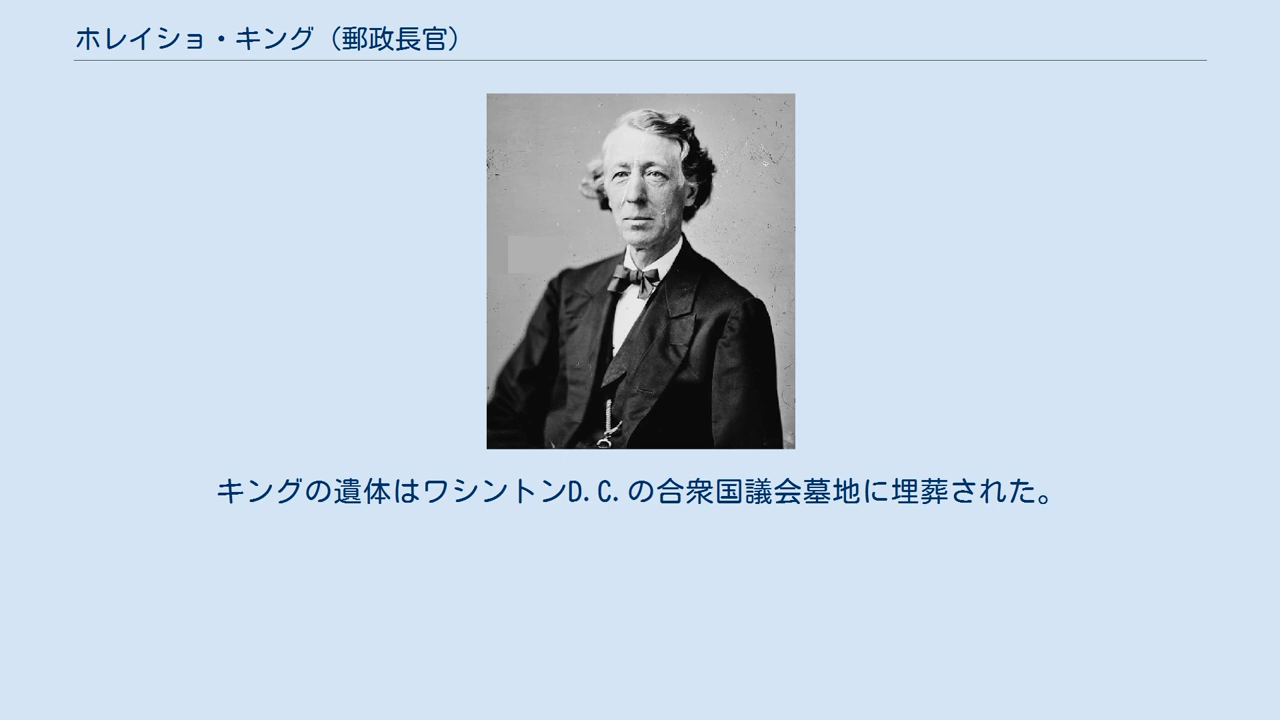 ホレイショ・キング（郵政長官）
キングの遺体はワシントンD.C.の合衆国議会墓地に埋葬された。